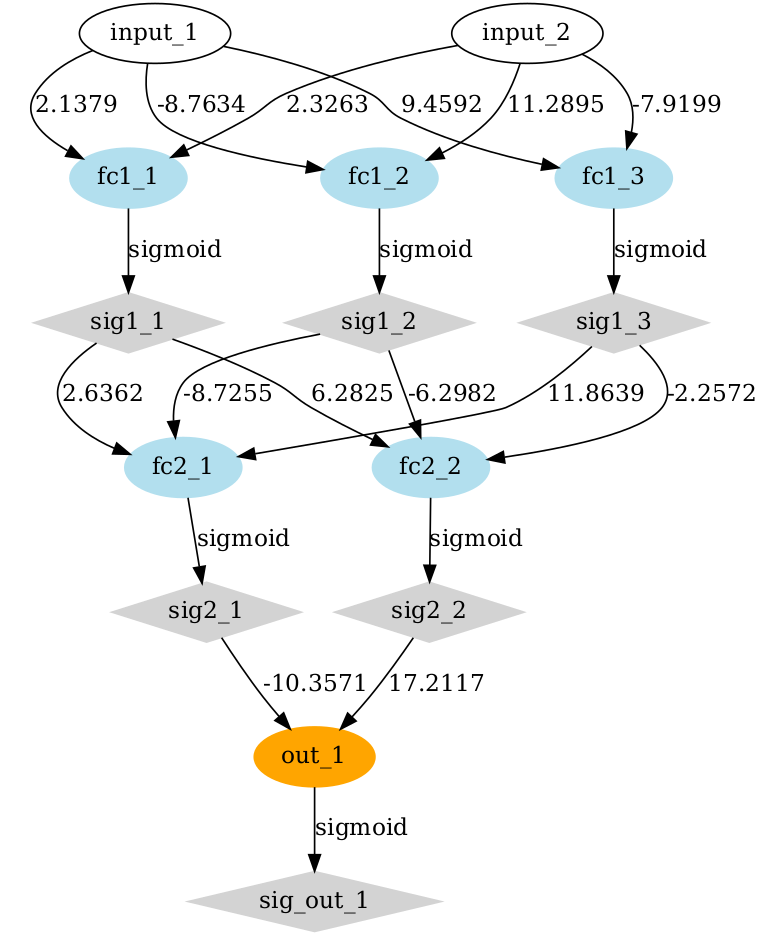 input_1 input_2
2.1379 -8.7634 2.3263 9.4592 11.2895 -7.9199
fc1_1 fc1_2 fc1_3
sigmoid sigmoid sigmoid
sig1_1 sig1_2 sig1_3
2.6362 -8.7255 6.2825 -6.2982 11.8639 -2.2572
fc2_1 fc2_2
sigmoid sigmoid
sig2_1 sig2_2
-10.3571 17.2117
out_1
sigmoid
sig_out_1